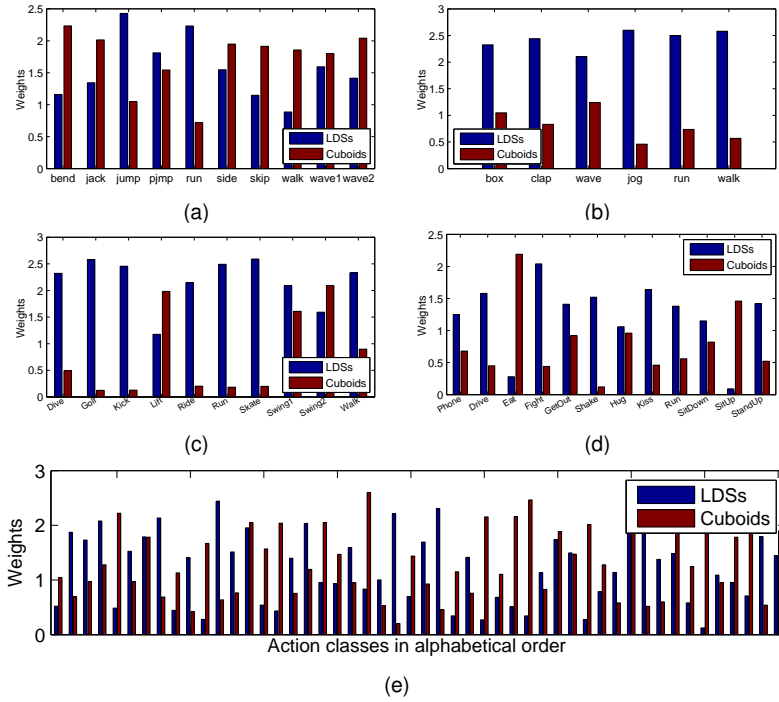 2.5
2
1.5
1
0.5
0
Weights
bend jack jump pjmp run side skip walk wave1 wave2
LDSs
Cuboids
(a)
3
2.5
2
1.5
1
0.5
0
Weights
box clap wave jog run walk
LDSs
Cuboids
(b)
3
2.5
2
1.5
1
0.5
0
Weights
Dive Golf Kick Lift Ride Run Skate Swing1 Swing2 Walk
LDSs
Cuboids
(c)
2.5
2
1.5
1
0.5
0
Weights
Phone Drive Eat Fight GetOut Shake Hug Kiss Run SitDown SitUp StandUp
LDSs
Cuboids
(d)
3
2
1
0
Weights
LDSs
Cuboids
Action classes in alphabetical order
(e)